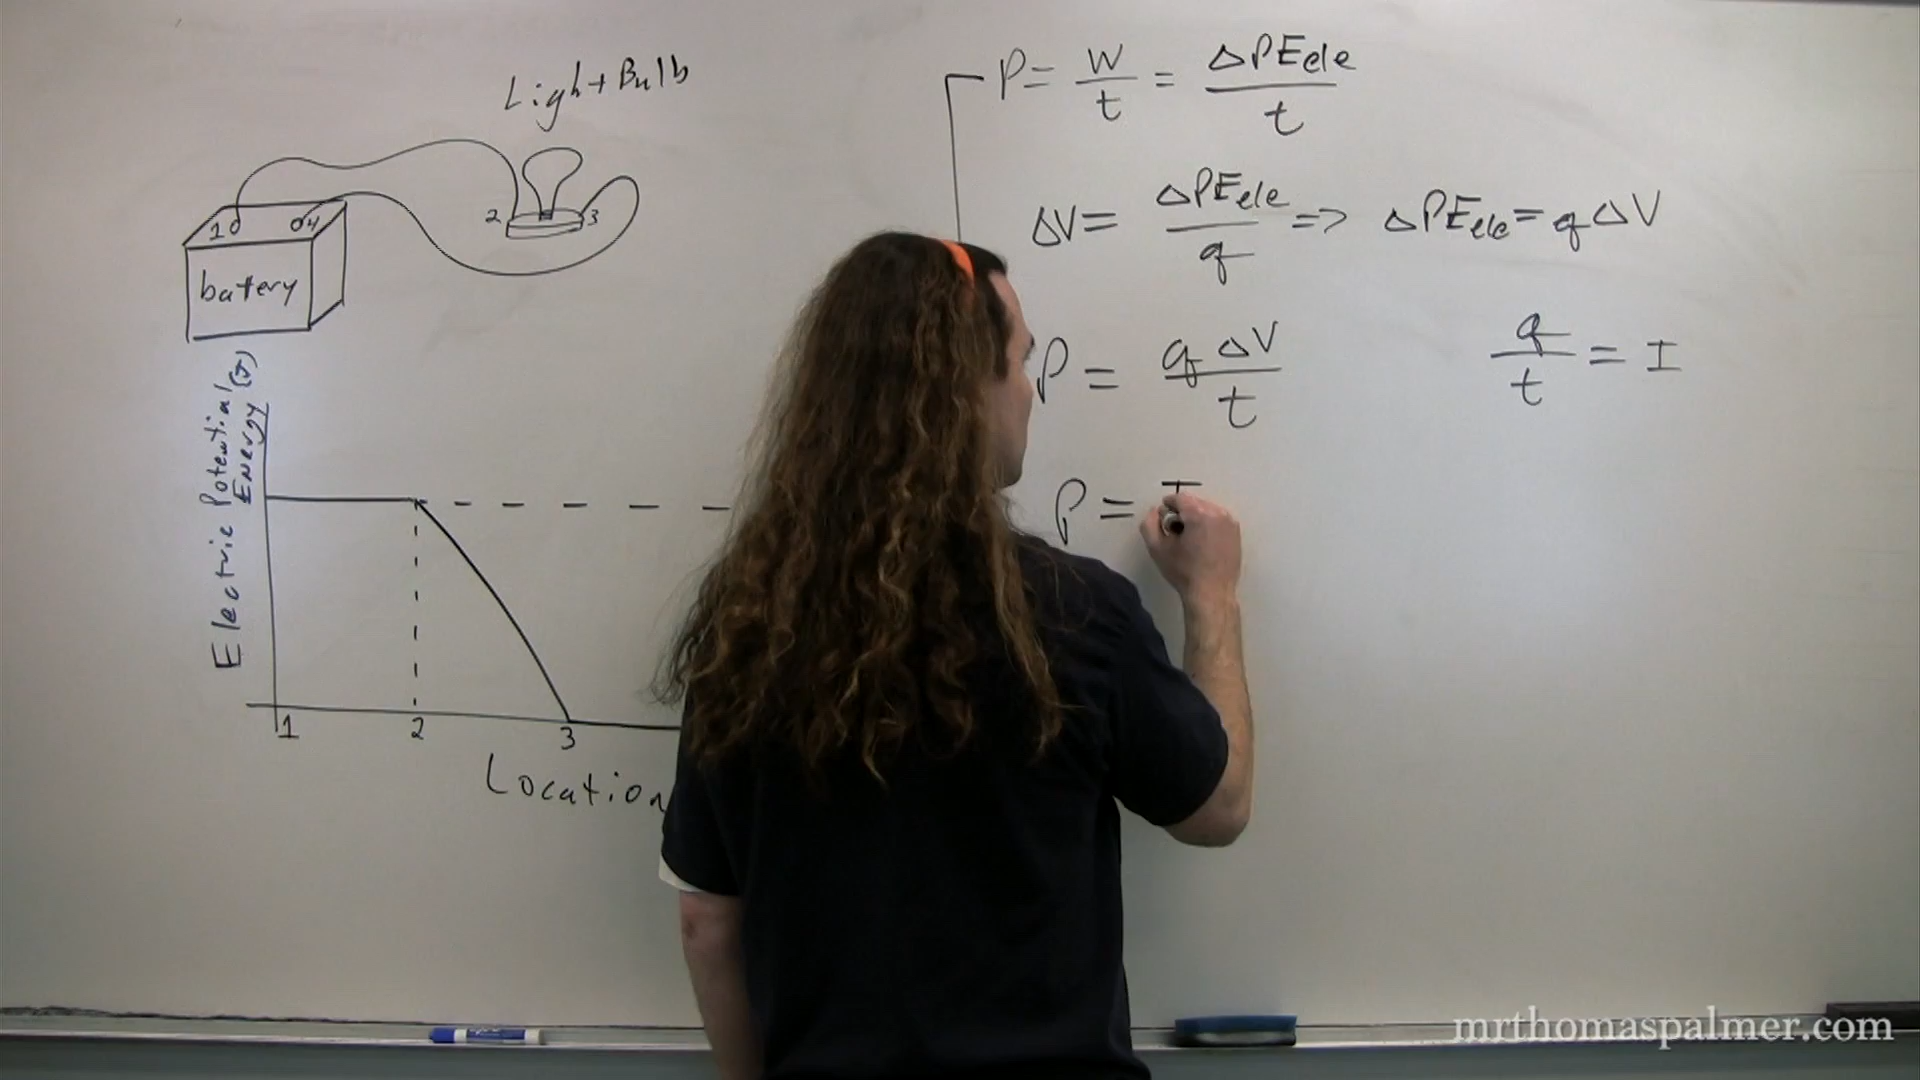 Light Bulb
1 4 2 3
batery
Electric Potential
Energy (J)
1 2 3
Location
P = W/t = ΔPEele/t
ΔV = ΔPEele/q => ΔPEele = qΔV
P = qΔV/t
q/t = I
P = I
mrthomaspalmer.com